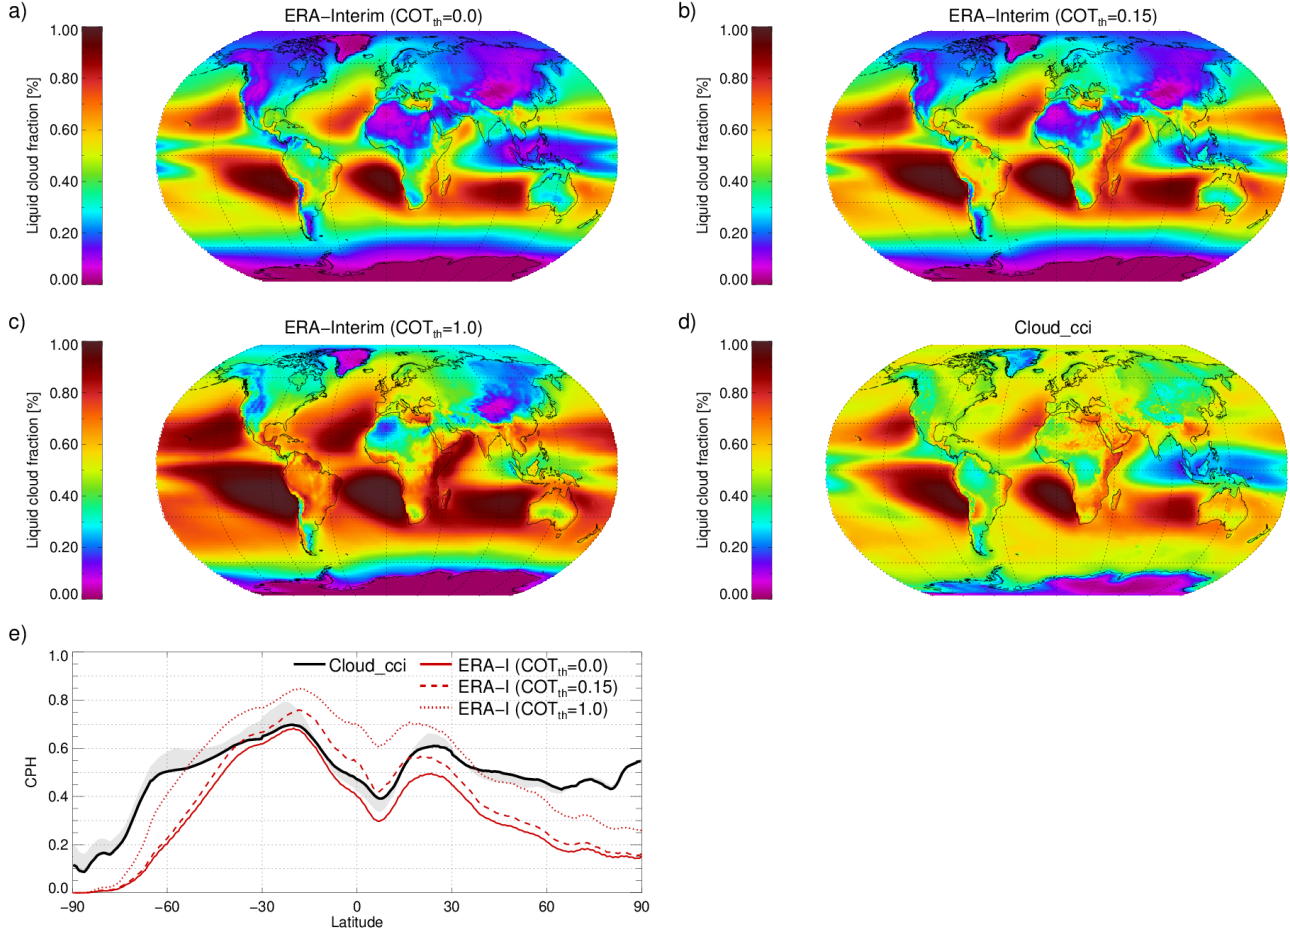 a)
ERA−Interim (COTth=0.0)
Liquid cloud fraction [%]
1.00
0.80
0.60
0.40
0.20
0.00
b)
ERA−Interim (COTth=0.15)
Liquid cloud fraction [%]
1.00
0.80
0.60
0.40
0.20
0.00
c)
ERA−Interim (COTth=1.0)
Liquid cloud fraction [%]
1.00
0.80
0.60
0.40
0.20
0.00
d)
Cloud_cci
Liquid cloud fraction [%]
1.00
0.80
0.60
0.40
0.20
0.00
e)
CPH
1.0
0.8
0.6
0.4
0.2
0.0
Cloud_cci
ERA−I (COTth=0.0)
ERA−I (COTth=0.15)
ERA−I (COTth=1.0)
−90 −60 −30 0 30 60 90
Latitude